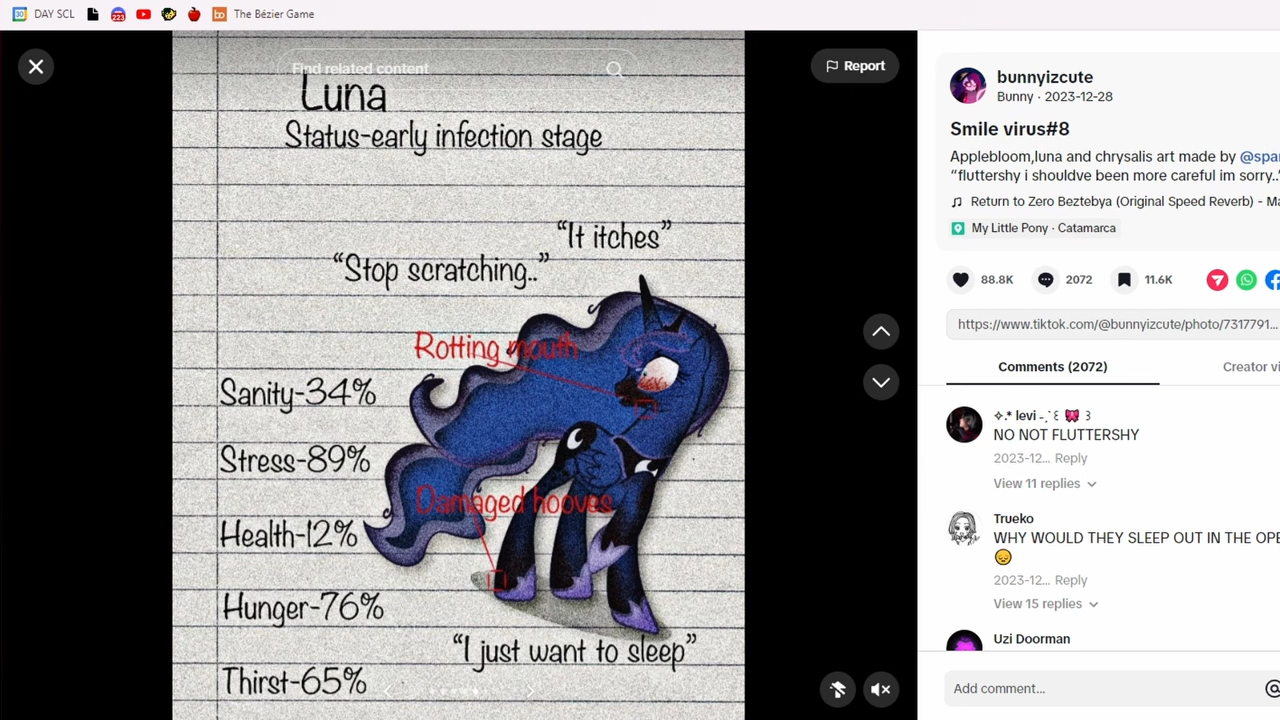 DAY SCL
223
The Bézier Game
Find related content
Report
Luna
Status-early infection stage
“It itches”
“Stop scratching..”
Rotting mouth
Sanity-34%
Stress-89%
Damaged hooves
Health-12%
Hunger-76%
“I just want to sleep”
Thirst-65%
bunnyizcute
Bunny · 2023-12-28
Smile virus#8
Applebloom,luna and chrysalis art made by @spar
“fluttershy i shouldve been more careful im sorry..”
Return to Zero Beztebya (Original Speed Reverb) - Ma
My Little Pony · Catamarca
88.8K
2072
11.6K
https://www.tiktok.com/@bunnyizcute/photo/7317791...
Comments (2072)
Creator vi
✧.* levi
NO NOT FLUTTERSHY
2023-12... Reply
View 11 replies
Trueko
WHY WOULD THEY SLEEP OUT IN THE OPE
2023-12... Reply
View 15 replies
Uzi Doorman
Add comment...
@